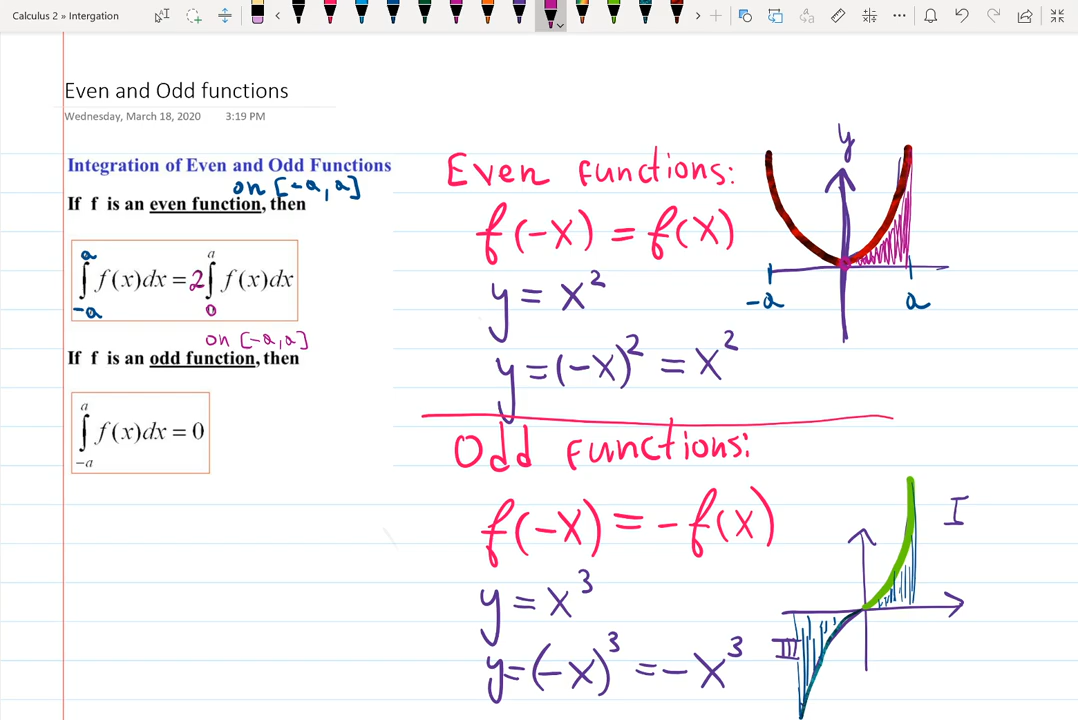 Calculus 2 » Intergation
Even and Odd functions
Wednesday, March 18, 2020 3:19 PM
Integration of Even and Odd Functions
on [-a, a]
If f is an even function, then
∫_{-a}^{a} f(x)dx = 2∫_{0}^{a} f(x)dx
on [-a, a]
If f is an odd function, then
∫_{-a}^{a} f(x)dx = 0
Even functions:
f(-x) = f(x)
y = x²
y = (-x)² = x²
y
-a a
Odd functions:
f(-x) = -f(x)
y = x³
y = (-x)³ = -x³
I
III